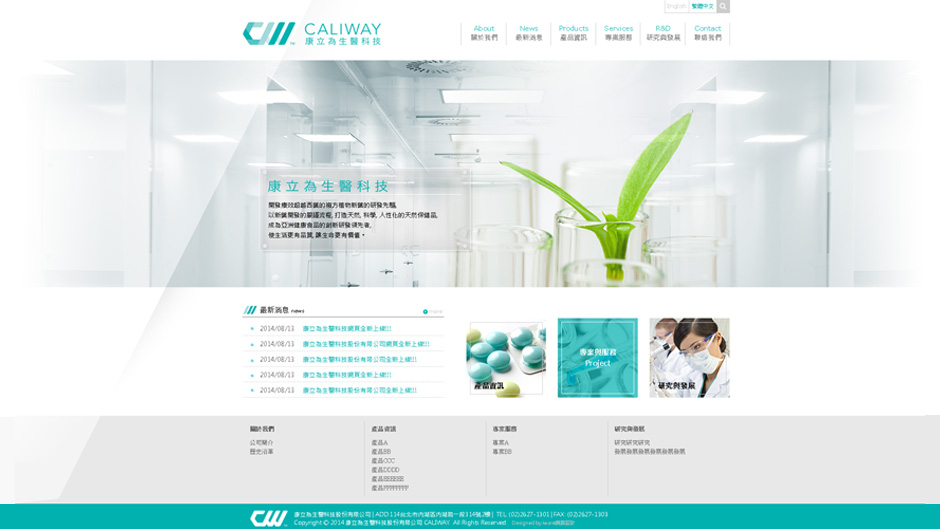 English 繁體中文
CALIWAY
康立為生醫科技
About News Products Services R&D Contact
關於我們 最新消息 產品資訊 專案服務 研究與發展 聯絡我們
康立為生醫科技
開發療效超越西藥的複方植物新藥的研發先驅,
以新藥開發的嚴謹流程, 打造天然, 科學, 人性化的天然保健品,
成為亞洲健康食品的創新研發領先者,
使生活更有品質, 讓生命更有價值。
最新消息 news
2014/08/13 康立為生醫科技網頁全新上線!!!
2014/08/13 康立為生醫科技股份有限公司網頁全新上線!!!
2014/08/13 康立為生醫科技股份有限公司全新上線!!!
2014/08/13 康立為生醫科技網頁全新上線!!!
2014/08/13 康立為生醫科技股份有限公司全新上線!!!
產品資訊
專案與服務
Project
研究與發展
關於我們
公司簡介
歷史沿革
產品資訊
產品A
產品BB
產品CCC
產品DDDD
產品EEEEEE
產品FFFFFFFF
專案服務
專案A
專案BB
研究與發展
研究研究研究
發展發展發展發展發展發展
康立為生醫科技股份有限公司 | ADD:114台北市內湖區內湖路一段314號2樓 | TEL: (02)2627-1301 | FAX: (02)2627-1303
Copyright © 2014 康立為生醫科技股份有限公司 CALIWAY. All Rights Reserved. Designed by 網頁設計